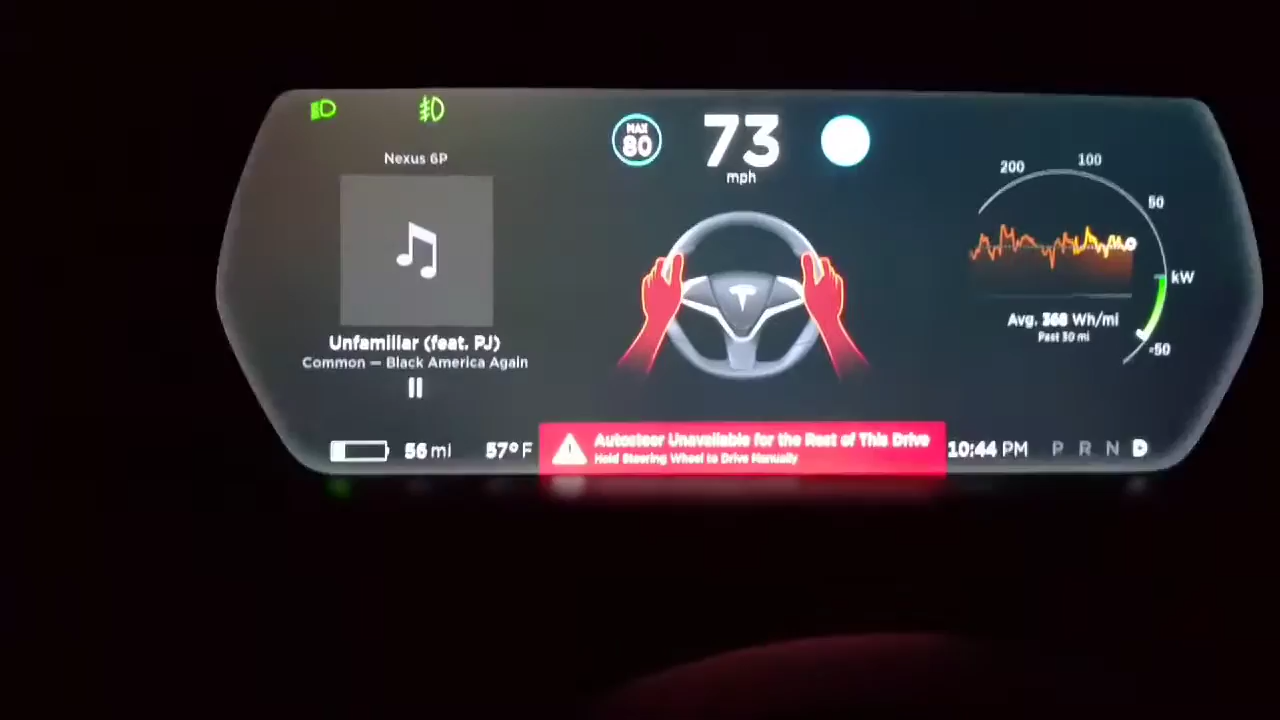 Nexus 6P
Unfamiliar (feat. PJ)
Common — Black America Again
56 mi
57° F
MAX
80
73
mph
Autosteer Unavailable for the Rest of This Drive
Hold Steering Wheel to Drive Manually
200
100
50
kW
-50
Avg. 368 Wh/mi
Past 30 mi
10:44 PM
P R N D